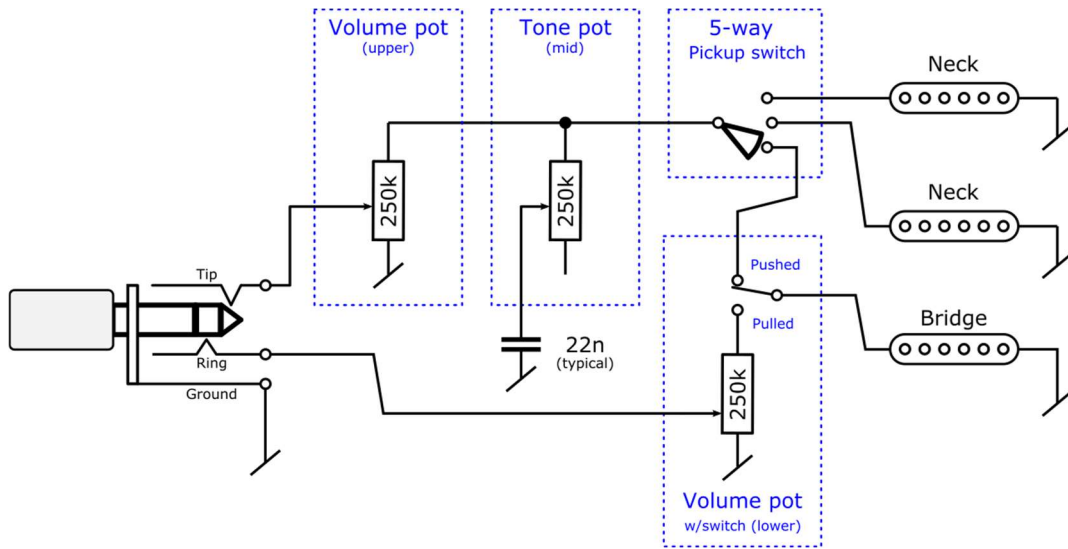 Volume pot
(upper)
Tone pot
(mid)
5-way
Pickup switch
Neck
250k
250k
Neck
Tip
Ring
Ground
22n
(typical)
Pushed
Pulled
Bridge
250k
Volume pot
w/switch (lower)